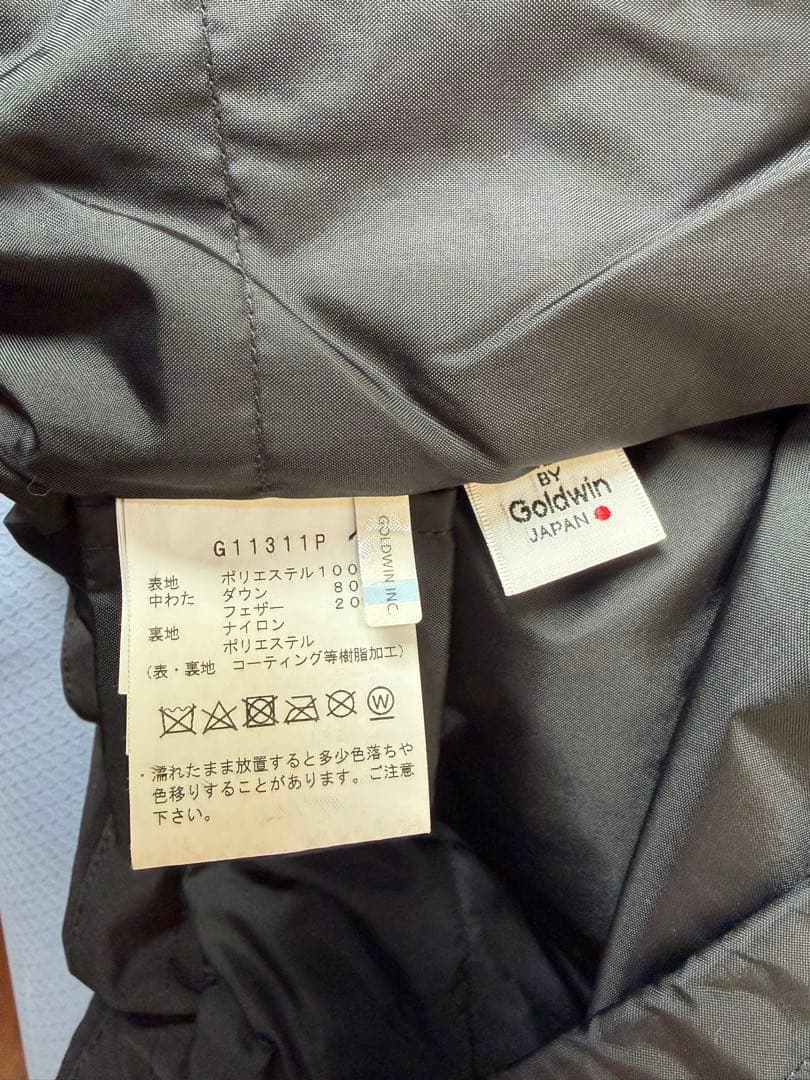 G11311P
表地 ポリエステル100
中わた ダウン 80
フェザー 20
裏地 ナイロン
ポリエステル
(表・裏地 コーティング等樹脂加工)
W
・濡れたまま放置すると多少色落ちや
色移りすることがあります。ご注意
下さい。
GOLDWIN INC.
BY
Goldwin
JAPAN